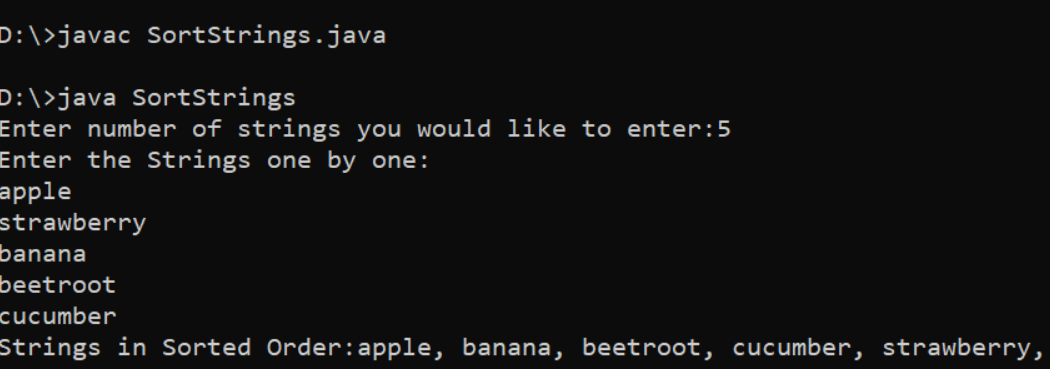 D:\>javac SortStrings.java
D:\>java SortStrings
Enter number of strings you would like to enter:5
Enter the Strings one by one:
apple
strawberry
banana
beetroot
cucumber
Strings in Sorted Order:apple, banana, beetroot, cucumber, strawberry,